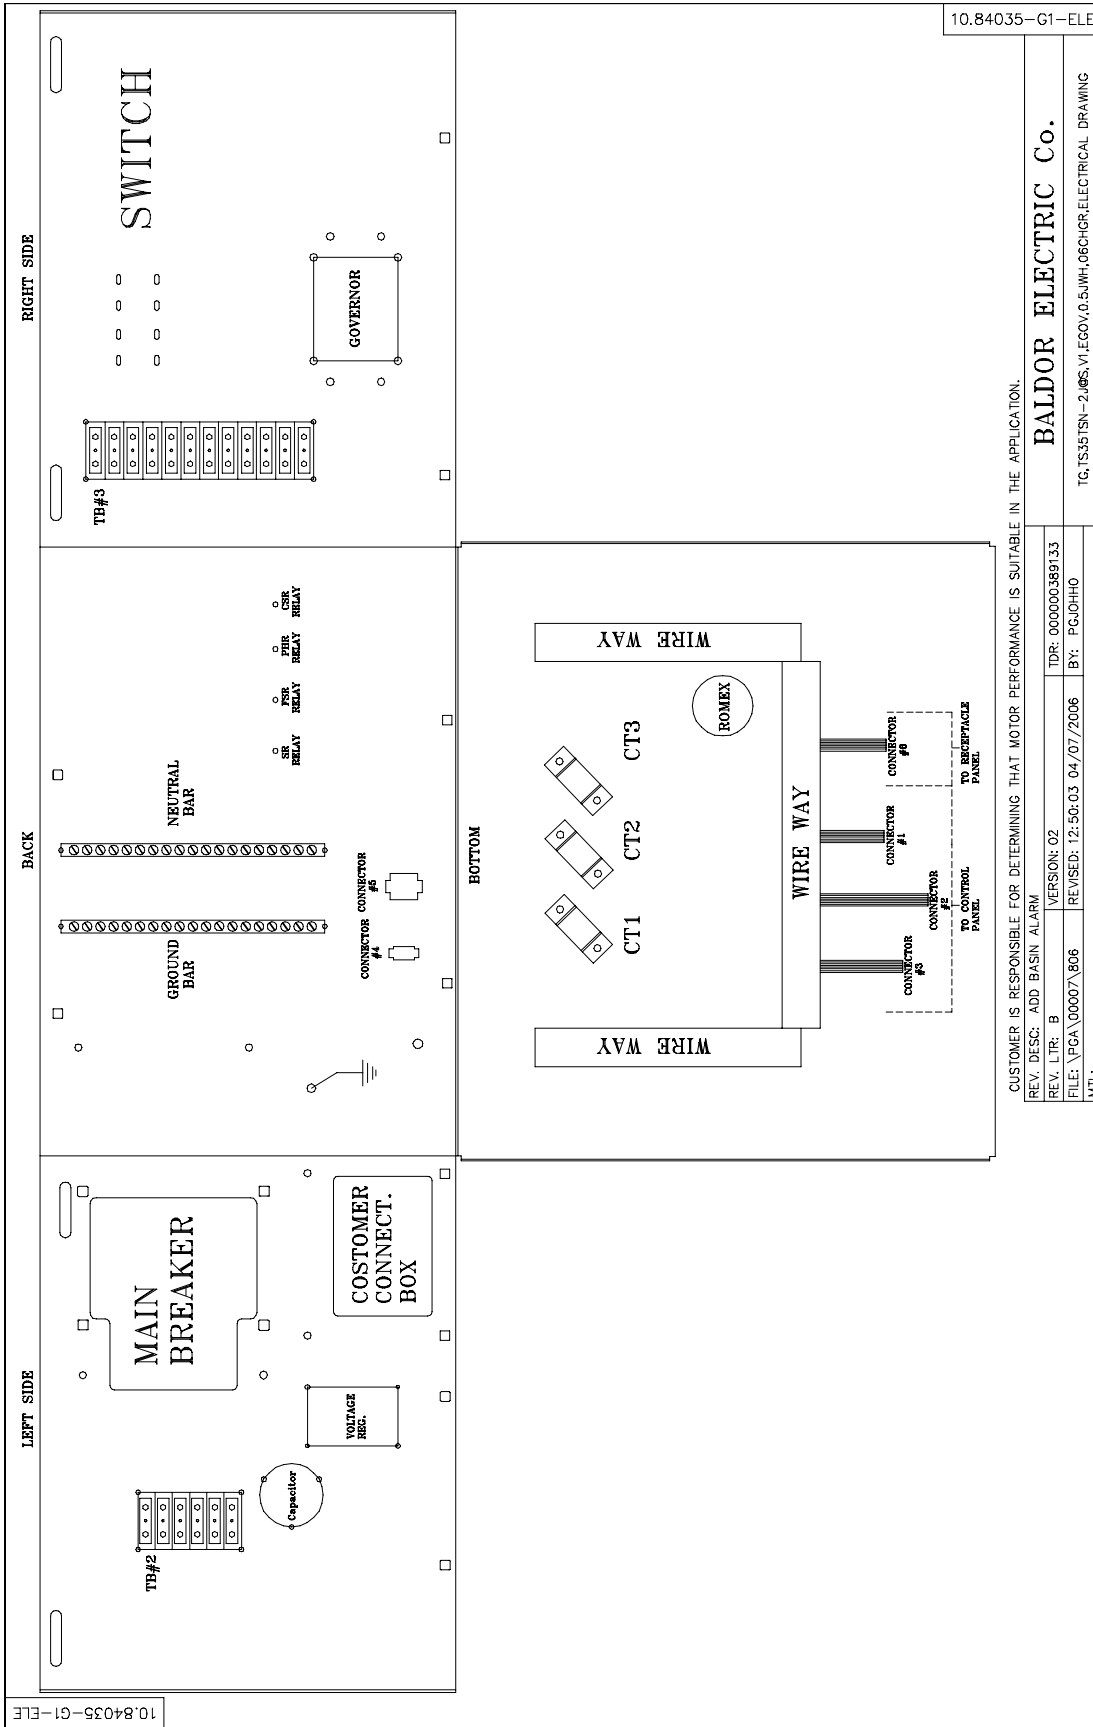 10.84035-G1-ELE
LEFT SIDE
BACK
RIGHT SIDE
TB#2
Capacitor
VOLTAGE
REG.
MAIN
BREAKER
COSTOMER
CONNECT.
BOX
GROUND
BAR
NEUTRAL
BAR
CONNECTOR
#4
CONNECTOR
#5
SR
RELAY
FSR
RELAY
PHR
RELAY
CSR
RELAY
TB#3
GOVERNOR
SWITCH
BOTTOM
WIRE WAY
CT1
CT2
CT3
ROMEX
WIRE WAY
WIRE WAY
CONNECTOR
#3
CONNECTOR
#2
CONNECTOR
#1
CONNECTOR
#6
TO CONTROL
PANEL
TO RECEPTACLE
PANEL
CUSTOMER IS RESPONSIBLE FOR DETERMINING THAT MOTOR PERFORMANCE IS SUITABLE IN THE APPLICATION.
REV. DESC: ADD BASIN ALARM
REV. LTR: B
VERSION: 02
TDR: 000000389133
FILE: \PGA\00007\806
REVISED: 12:50:03 04/07/2006
BY: PGJOHHO
MTL:
BALDOR ELECTRIC Co.
TG,TS35TSN-2J@S,V1,EGOV,0.5JWH,06CHGR,ELECTRICAL DRAWING
10.84035-G1-ELE